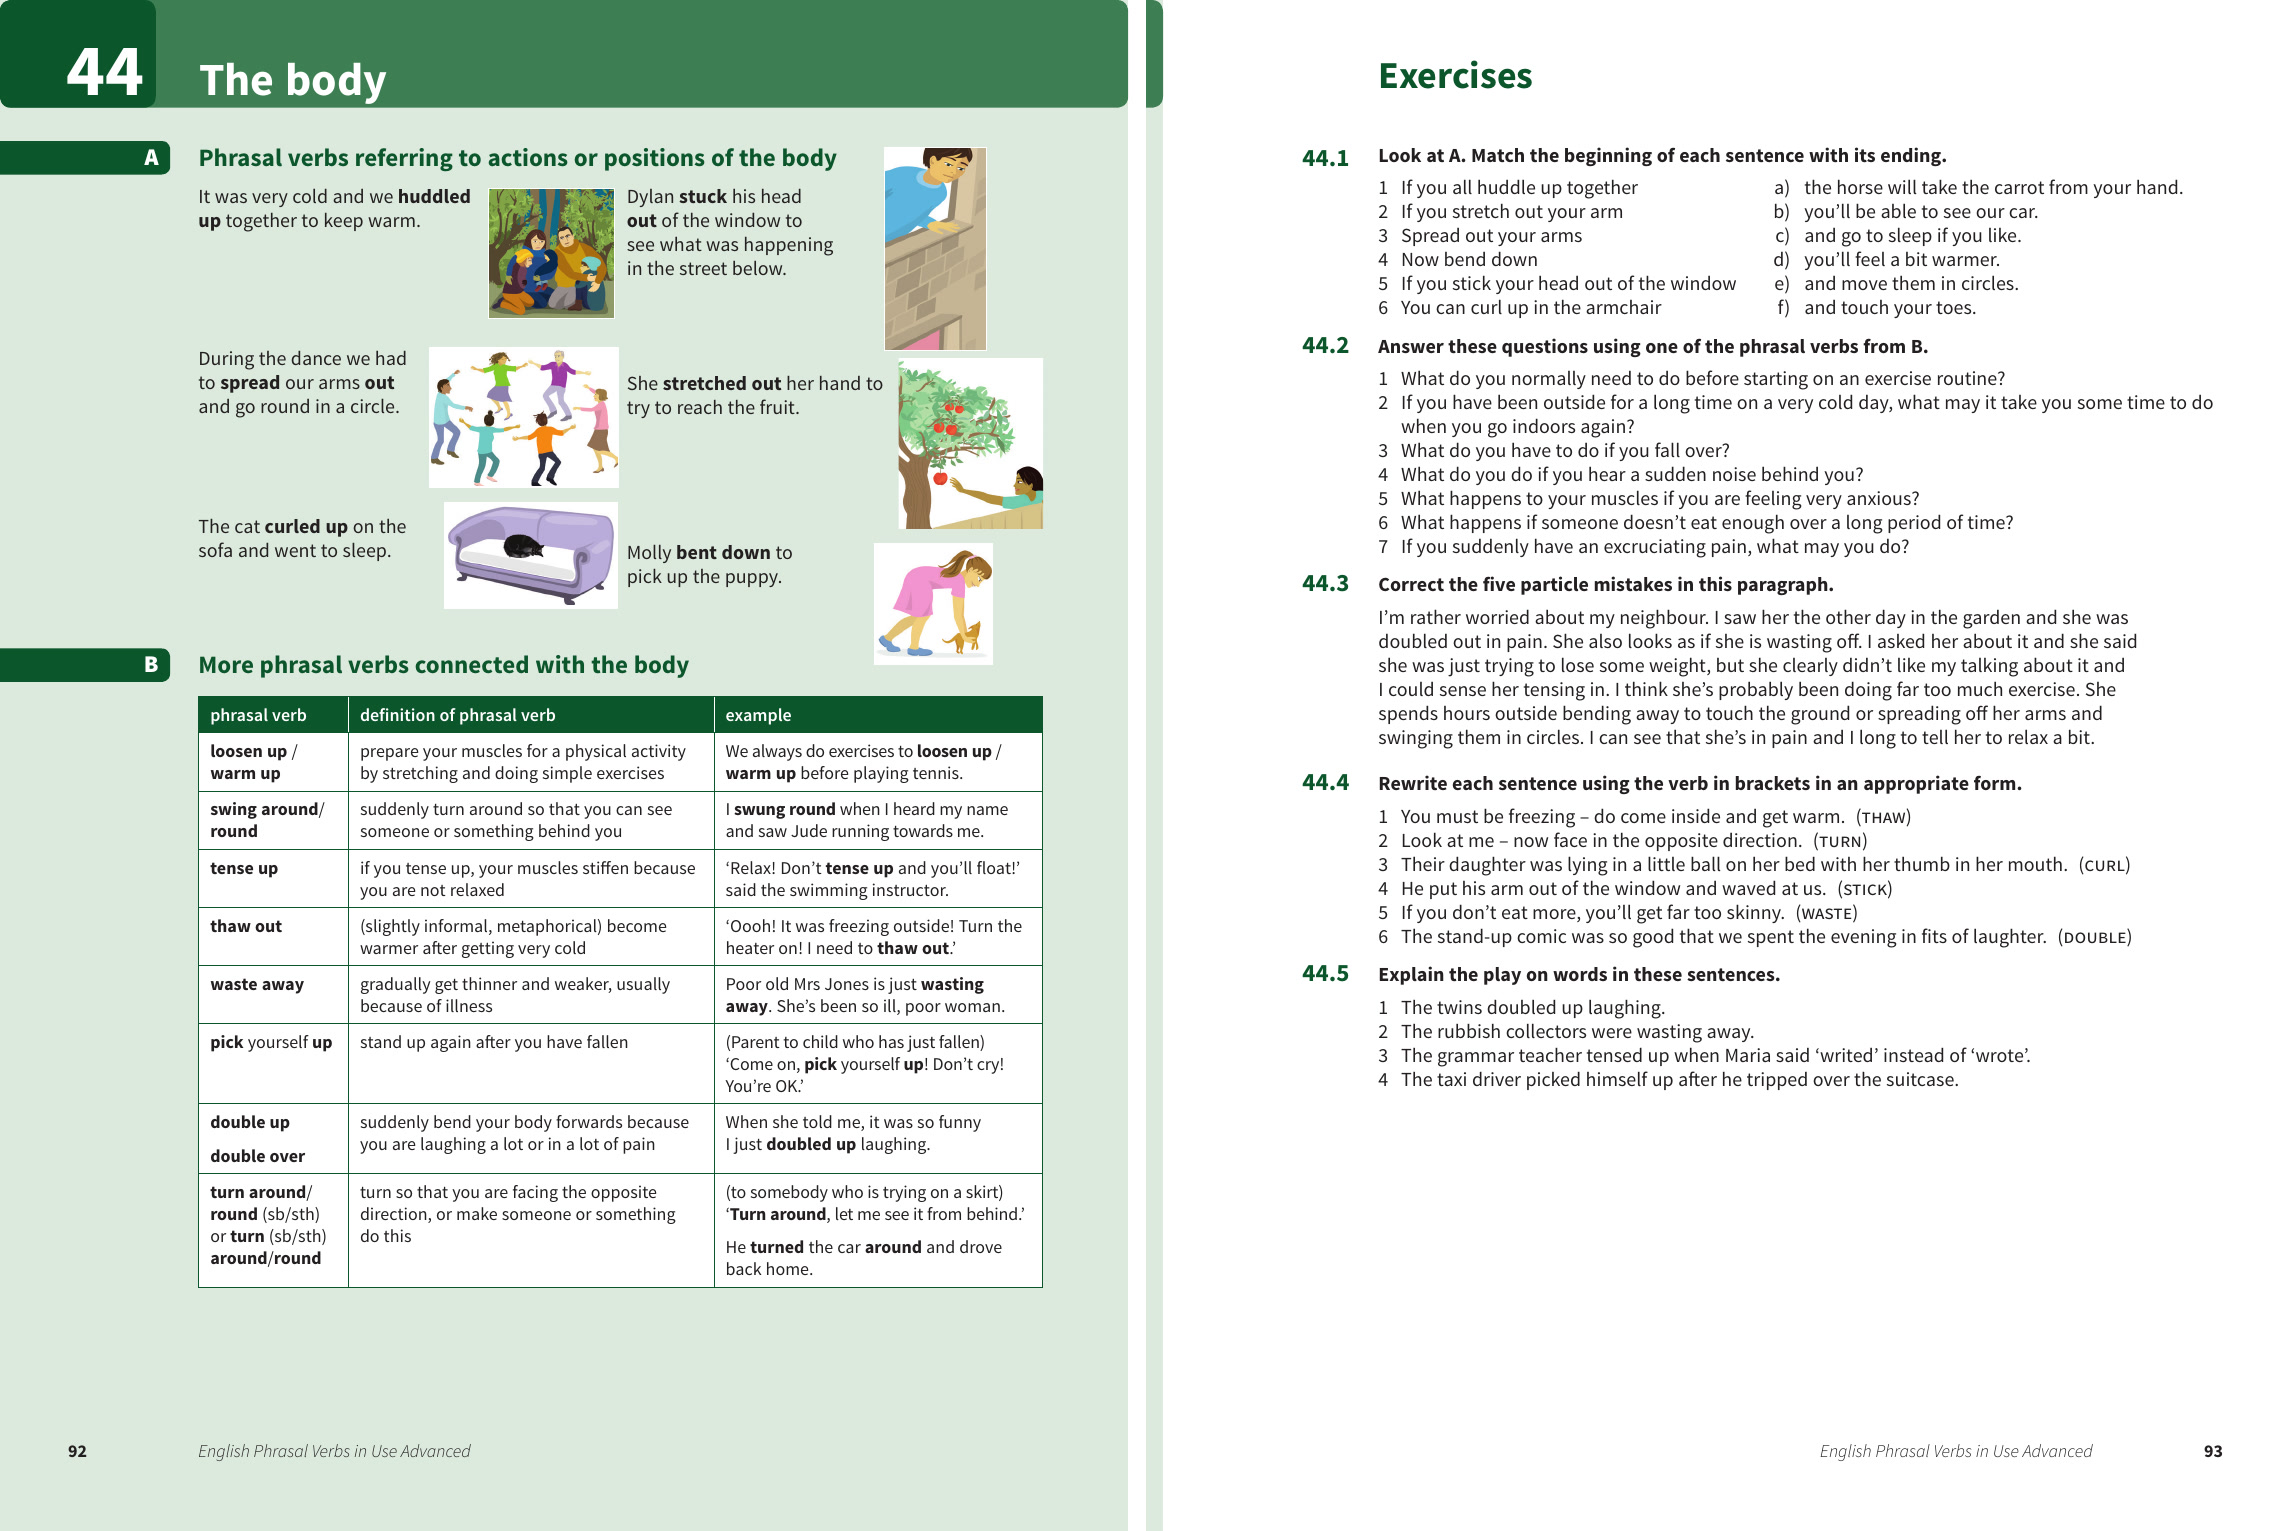 44
The body
A
Phrasal verbs referring to actions or positions of the body
It was very cold and we huddled
up together to keep warm.
Dylan stuck his head
out of the window to
see what was happening
in the street below.
During the dance we had
to spread our arms out
and go round in a circle.
She stretched out her hand to
try to reach the fruit.
The cat curled up on the
sofa and went to sleep.
Molly bent down to
pick up the puppy.
B
More phrasal verbs connected with the body
phrasal verb definition of phrasal verb example
loosen up /
warm up
prepare your muscles for a physical activity
by stretching and doing simple exercises
We always do exercises to loosen up /
warm up before playing tennis.
swing around/
round
suddenly turn around so that you can see
someone or something behind you
I swung round when I heard my name
and saw Jude running towards me.
tense up
if you tense up, your muscles stiffen because
you are not relaxed
‘Relax! Don’t tense up and you’ll float!’
said the swimming instructor.
thaw out
(slightly informal, metaphorical) become
warmer after getting very cold
‘Oooh! It was freezing outside! Turn the
heater on! I need to thaw out.’
waste away
gradually get thinner and weaker, usually
because of illness
Poor old Mrs Jones is just wasting
away. She’s been so ill, poor woman.
pick yourself up
stand up again after you have fallen
(Parent to child who has just fallen)
‘Come on, pick yourself up! Don’t cry!
You’re OK.’
double up
double over
suddenly bend your body forwards because
you are laughing a lot or in a lot of pain
When she told me, it was so funny
I just doubled up laughing.
turn around/
round (sb/sth)
or turn (sb/sth)
around/round
turn so that you are facing the opposite
direction, or make someone or something
do this
(to somebody who is trying on a skirt)
‘Turn around, let me see it from behind.’
He turned the car around and drove
back home.
92 English Phrasal Verbs in Use Advanced
Exercises
44.1 Look at A. Match the beginning of each sentence with its ending.
1 If you all huddle up together a) the horse will take the carrot from your hand.
2 If you stretch out your arm b) you’ll be able to see our car.
3 Spread out your arms c) and go to sleep if you like.
4 Now bend down d) you’ll feel a bit warmer.
5 If you stick your head out of the window e) and move them in circles.
6 You can curl up in the armchair f) and touch your toes.
44.2 Answer these questions using one of the phrasal verbs from B.
1 What do you normally need to do before starting on an exercise routine?
2 If you have been outside for a long time on a very cold day, what may it take you some time to do
when you go indoors again?
3 What do you have to do if you fall over?
4 What do you do if you hear a sudden noise behind you?
5 What happens to your muscles if you are feeling very anxious?
6 What happens if someone doesn’t eat enough over a long period of time?
7 If you suddenly have an excruciating pain, what may you do?
44.3 Correct the five particle mistakes in this paragraph.
I’m rather worried about my neighbour. I saw her the other day in the garden and she was
doubled out in pain. She also looks as if she is wasting off. I asked her about it and she said
she was just trying to lose some weight, but she clearly didn’t like my talking about it and
I could sense her tensing in. I think she’s probably been doing far too much exercise. She
spends hours outside bending away to touch the ground or spreading off her arms and
swinging them in circles. I can see that she’s in pain and I long to tell her to relax a bit.
44.4 Rewrite each sentence using the verb in brackets in an appropriate form.
1 You must be freezing – do come inside and get warm. (THAW)
2 Look at me – now face in the opposite direction. (TURN)
3 Their daughter was lying in a little ball on her bed with her thumb in her mouth. (CURL)
4 He put his arm out of the window and waved at us. (STICK)
5 If you don’t eat more, you’ll get far too skinny. (WASTE)
6 The stand-up comic was so good that we spent the evening in fits of laughter. (DOUBLE)
44.5 Explain the play on words in these sentences.
1 The twins doubled up laughing.
2 The rubbish collectors were wasting away.
3 The grammar teacher tensed up when Maria said ‘writed’ instead of ‘wrote’.
4 The taxi driver picked himself up after he tripped over the suitcase.
English Phrasal Verbs in Use Advanced 93